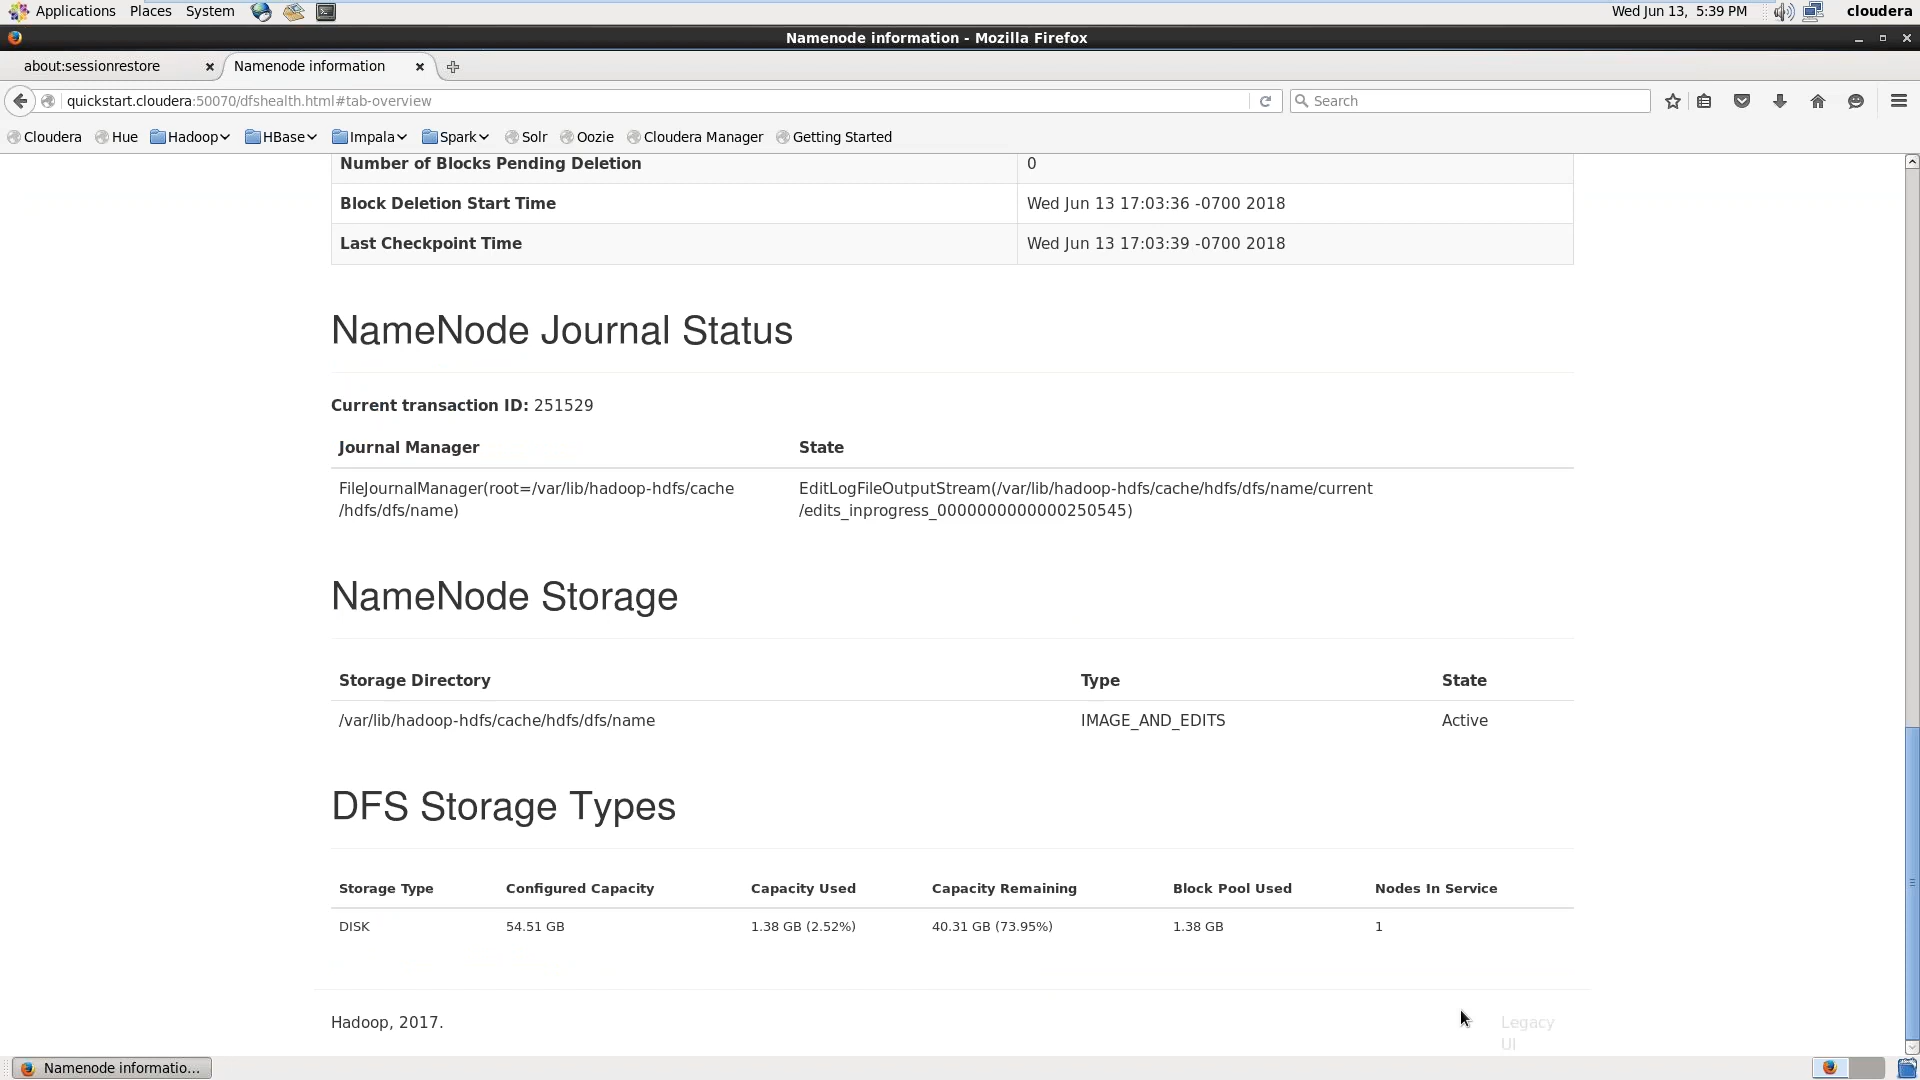 Applications Places System Wed Jun 13, 5:39 PM cloudera
Namenode information - Mozilla Firefox
about:sessionrestore Namenode information
quickstart.cloudera:50070/dfshealth.html#tab-overview Search
Cloudera Hue Hadoop HBase Impala Spark Solr Oozie Cloudera Manager Getting Started
Number of Blocks Pending Deletion 0
Block Deletion Start Time Wed Jun 13 17:03:36 -0700 2018
Last Checkpoint Time Wed Jun 13 17:03:39 -0700 2018
NameNode Journal Status
Current transaction ID: 251529
Journal Manager State
FileJournalManager(root=/var/lib/hadoop-hdfs/cache EditLogFileOutputStream(/var/lib/hadoop-hdfs/cache/hdfs/dfs/name/current
/hdfs/dfs/name) /edits_inprogress_0000000000000250545)
NameNode Storage
Storage Directory Type State
/var/lib/hadoop-hdfs/cache/hdfs/dfs/name IMAGE_AND_EDITS Active
DFS Storage Types
Storage Type Configured Capacity Capacity Used Capacity Remaining Block Pool Used Nodes In Service
DISK 54.51 GB 1.38 GB (2.52%) 40.31 GB (73.95%) 1.38 GB 1
Hadoop, 2017. Legacy
UI
Namenode informatio...